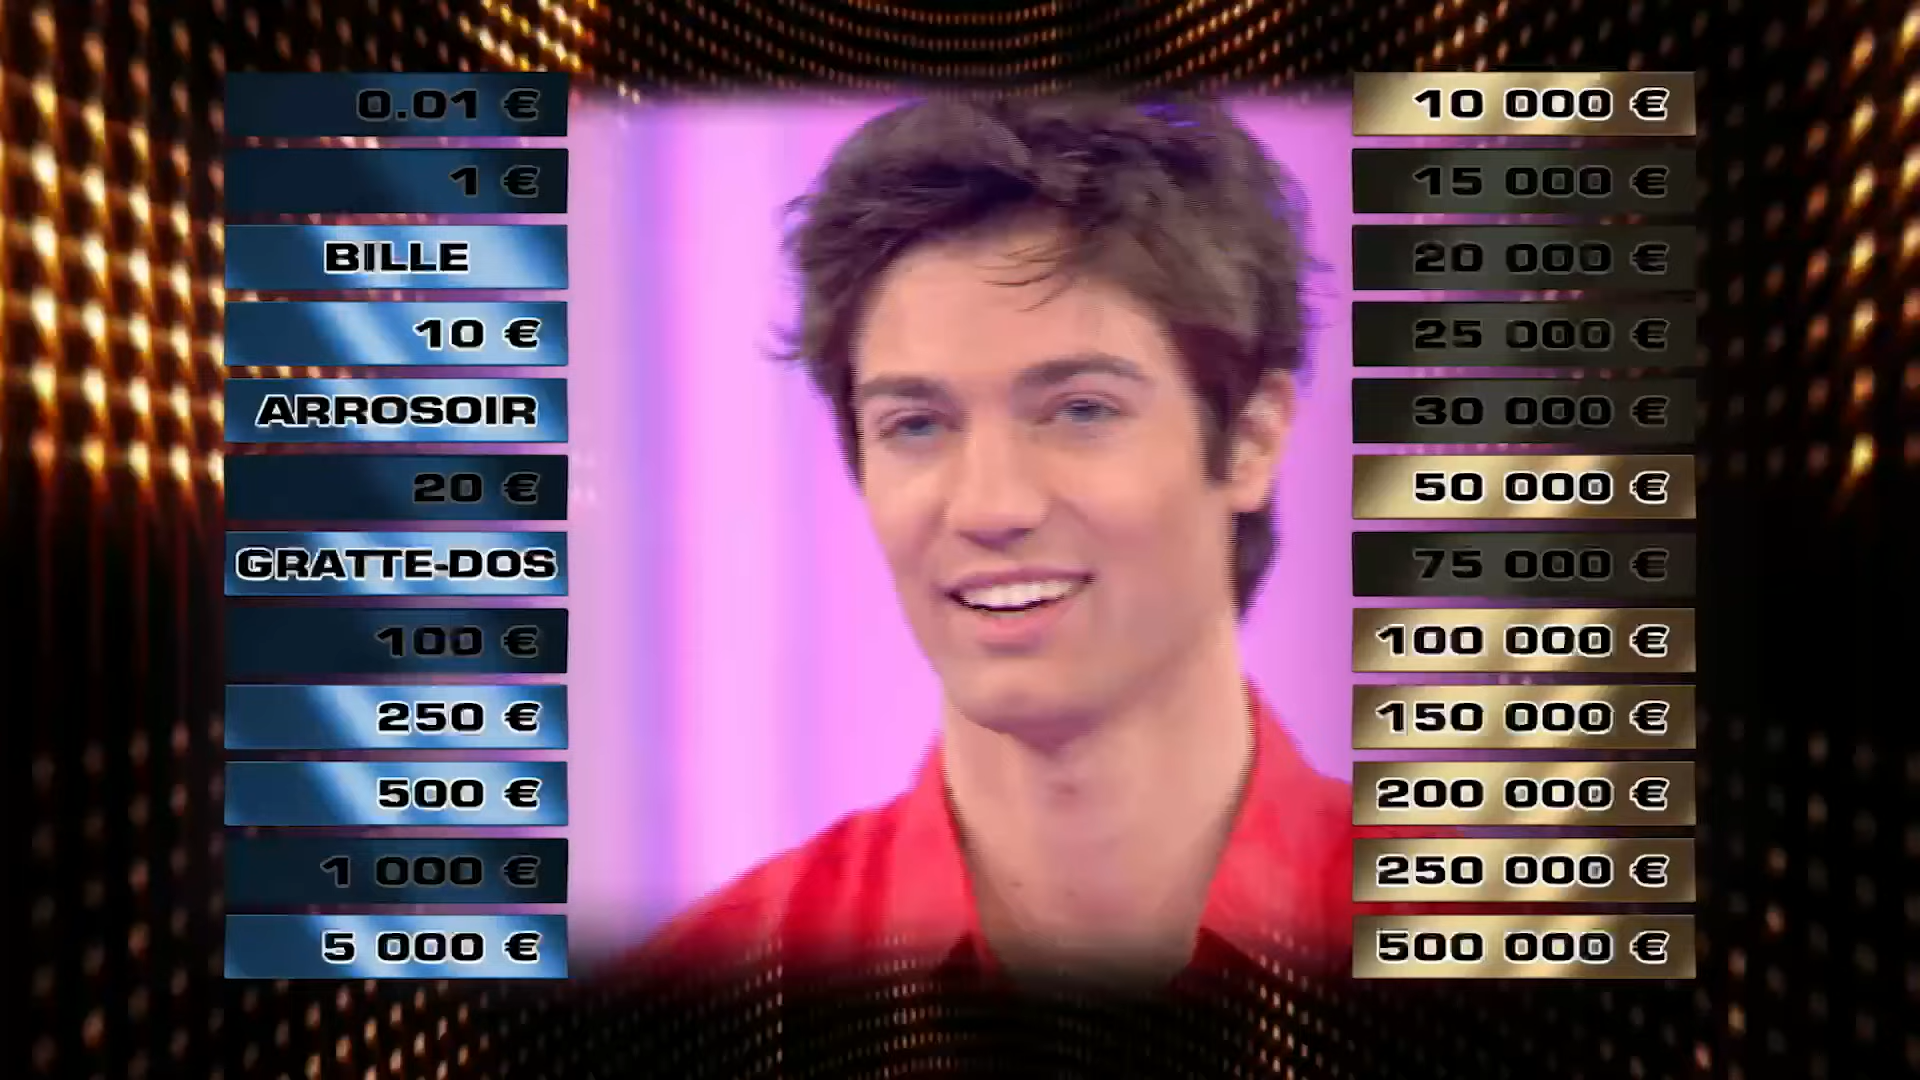 0.01 €
1 €
BILLE
10 €
ARROSOIR
20 €
GRATTE-DOS
100 €
250 €
500 €
1 000 €
5 000 €
10 000 €
15 000 €
20 000 €
25 000 €
30 000 €
50 000 €
75 000 €
100 000 €
150 000 €
200 000 €
250 000 €
500 000 €